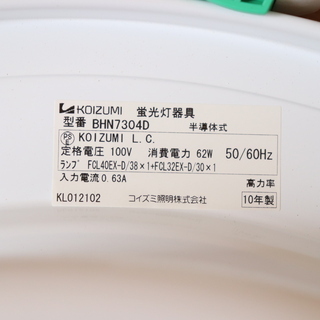 KOIZUMI 蛍光灯器具
型番 BHN7304D 半導体式
PS E KOIZUMI L.C.
定格電圧 100V 消費電力 62W 50/60Hz
ランプ FCL40EX-D/38×1+FCL32EX-D/30×1
入力電流 0.63A 高力率
KL012102 コイズミ照明株式会社 10年製